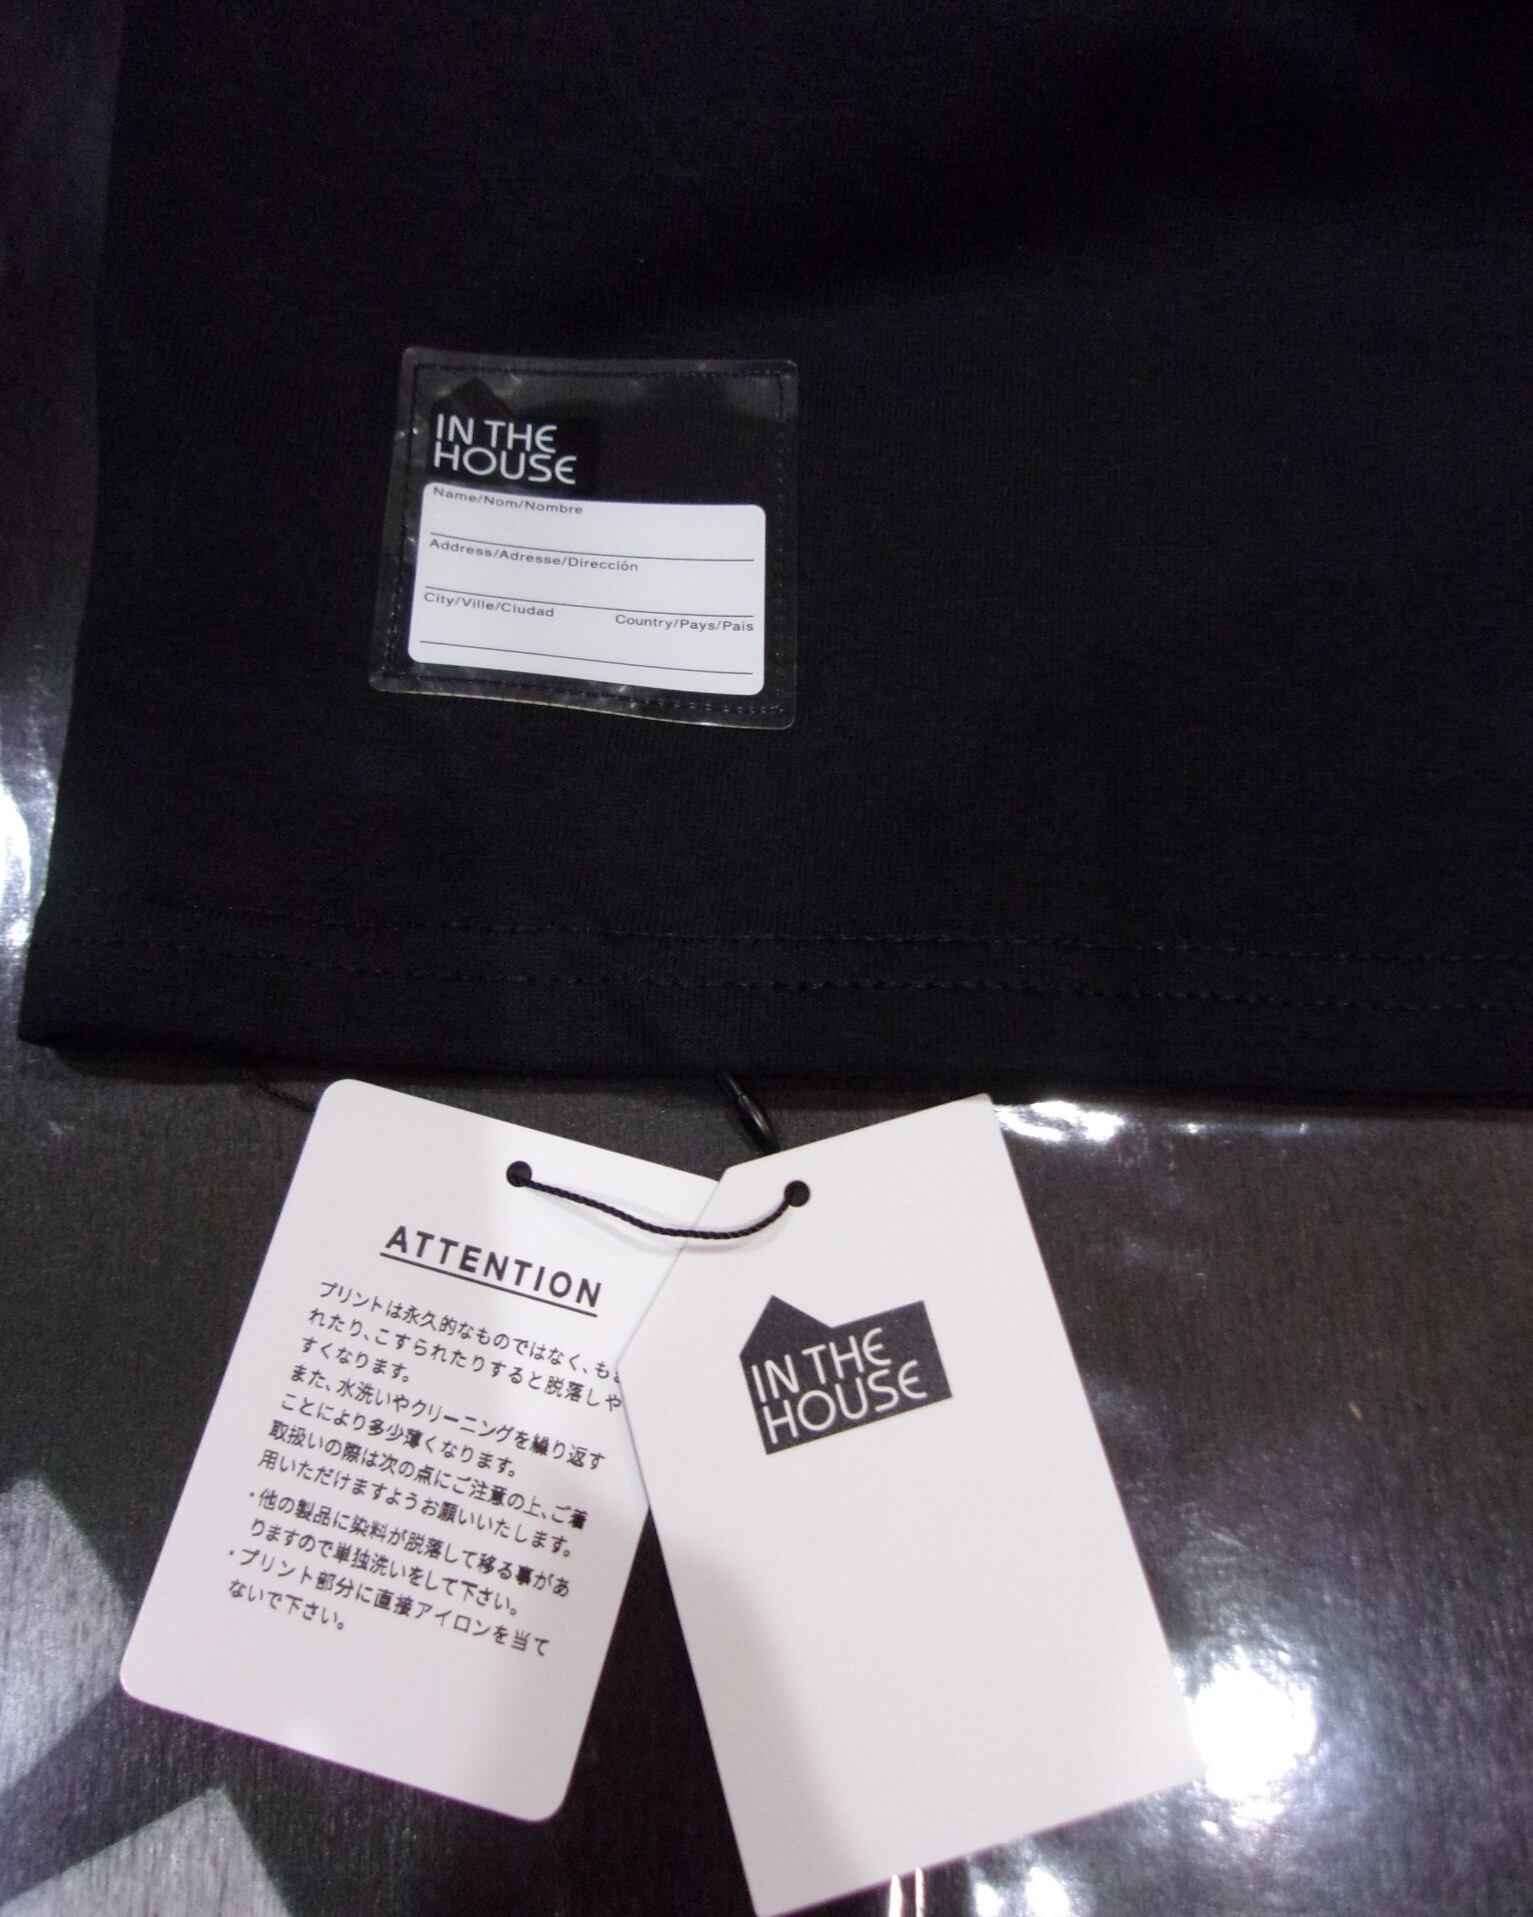 IN THE
HOUSE
Name/Nom/Nombre
Address/Adresse/Dirección
City/Ville/Ciudad
Country/Pays/Pais
ATTENTION
プリントは永久的なものではなく、も
れたり、こすられたりすると脱落しや
すくなります。
また、水洗いやクリーニングを繰り返す
ことにより多少薄くなります。
取扱いの際は次の点にご注意の上、ご着
用いただけますようお願いいたします。
・他の製品に染料が脱落して移る事があ
りますので単独洗いをして下さい。
・プリント部分に直接アイロンを当て
ないで下さい。
IN THE
HOUSE